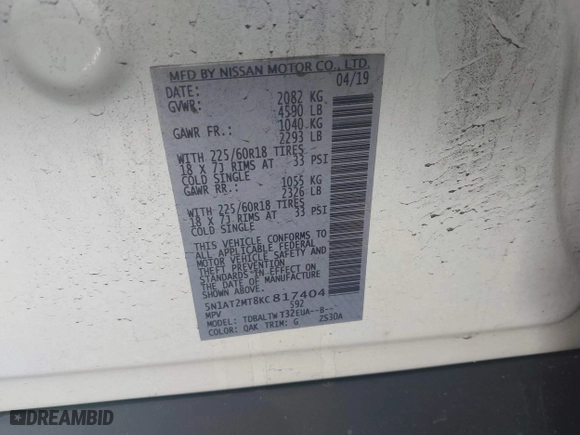 MFD BY NISSAN MOTOR CO., LTD.
DATE: 04/19
GVWR: 2082 KG
4590 LB
GAWR FR.: 1040 KG
2293 LB
WITH 225/60R18 TIRES
18 X 7J RIMS AT 33 PSI
COLD SINGLE
GAWR RR.: 1055 KG
2326 LB
WITH 225/60R18 TIRES
18 X 7J RIMS AT 33 PSI
COLD SINGLE
THIS VEHICLE CONFORMS TO
ALL APPLICABLE FEDERAL
MOTOR VEHICLE SAFETY AND
THEFT PREVENTION
STANDARDS IN EFFECT ON
THE DATE OF MANUFACTURE
SHOWN ABOVE.
5N1AT2MT8KC817404
MPV 592
MODEL: TDBALTWT32EUA--B--
COLOR: QAK TRIM: G 2S30A
DREAMBID